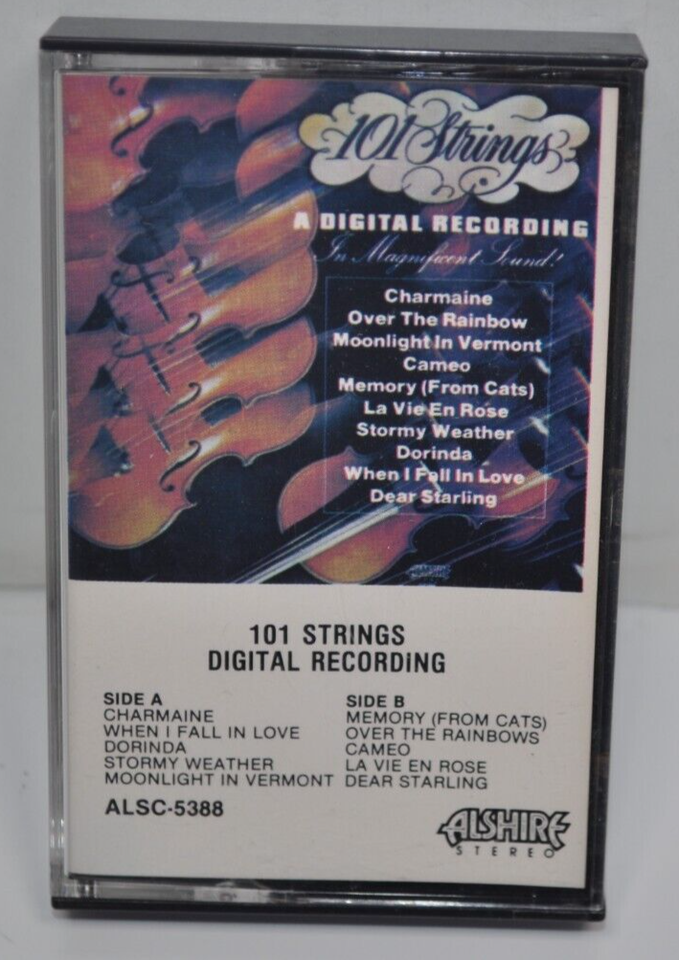 101 Strings
A DIGITAL RECORDING
In Magnificent Sound!
Charmaine
Over The Rainbow
Moonlight In Vermont
Cameo
Memory (From Cats)
La Vie En Rose
Stormy Weather
Dorinda
When I Fall In Love
Dear Starling
101 STRINGS
DIGITAL RECORDING
SIDE A
CHARMAINE
WHEN I FALL IN LOVE
DORINDA
STORMY WEATHER
MOONLIGHT IN VERMONT
SIDE B
MEMORY (FROM CATS)
OVER THE RAINBOWS
CAMEO
LA VIE EN ROSE
DEAR STARLING
ALSC-5388
ALSHIRE
STEREO